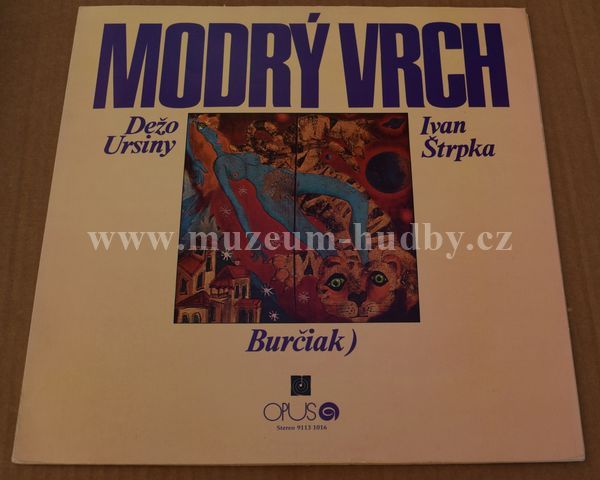 MODRÝ VRCH
Dežo
Ursiny
Ivan
Štrpka
www.muzeum-hudby.cz
Burčiak)
OPUS
Stereo 9113 1016